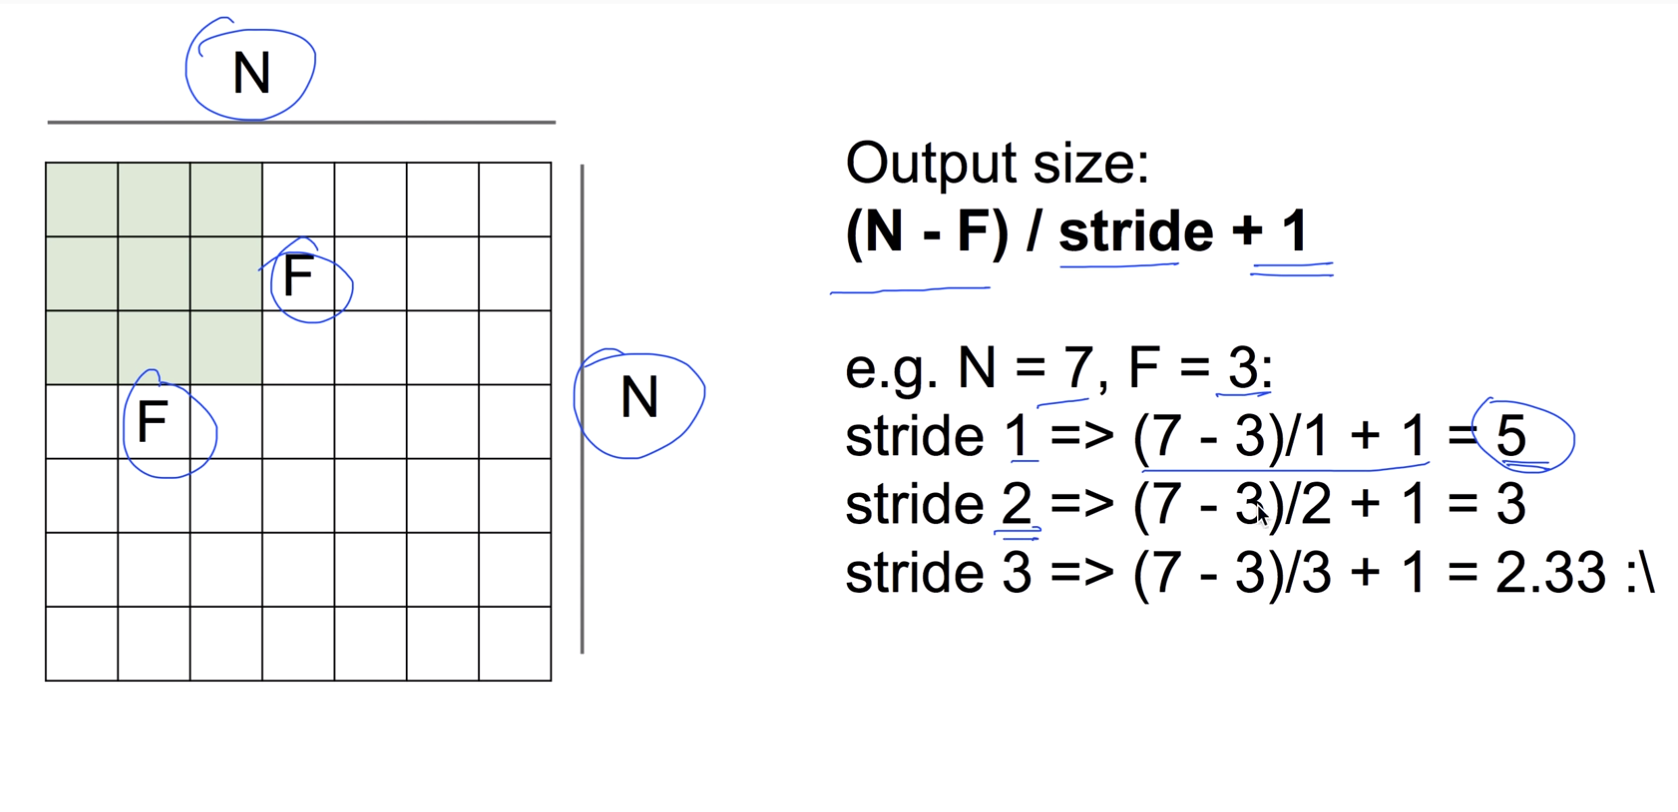 N
F
F
N
Output size:
(N - F) / stride + 1
e.g. N = 7, F = 3:
stride 1 => (7 - 3)/1 + 1 = 5
stride 2 => (7 - 3)/2 + 1 = 3
stride 3 => (7 - 3)/3 + 1 = 2.33 :\